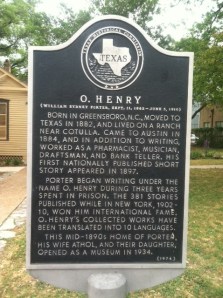 TEXAS
O. HENRY
(WILLIAM SYDNEY PORTER, SEPT. 11, 1862 - JUNE 5, 1910)
BORN IN GREENSBORO, N.C., MOVED TO
TEXAS IN 1882, AND LIVED ON A RANCH
NEAR COTULLA. CAME TO AUSTIN IN
1884, AND IN ADDITION TO WRITING,
WORKED AS A PHARMACIST, MUSICIAN,
DRAFTSMAN, AND BANK TELLER. HIS
FIRST NATIONALLY PUBLISHED SHORT
STORY APPEARED IN 1897.
PORTER BEGAN WRITING UNDER THE
NAME O. HENRY DURING THREE YEARS
SPENT IN PRISON. THE 381 STORIES
PUBLISHED WHILE IN NEW YORK, 1902-
10, WON HIM INTERNATIONAL FAME.
O. HENRY'S COLLECTED WORKS HAVE
BEEN TRANSLATED INTO 10 LANGUAGES.
THIS MID-1890s HOME OF PORTER,
HIS WIFE ATHOL, AND THEIR DAUGHTER,
OPENED AS A MUSEUM IN 1934.
(1974)